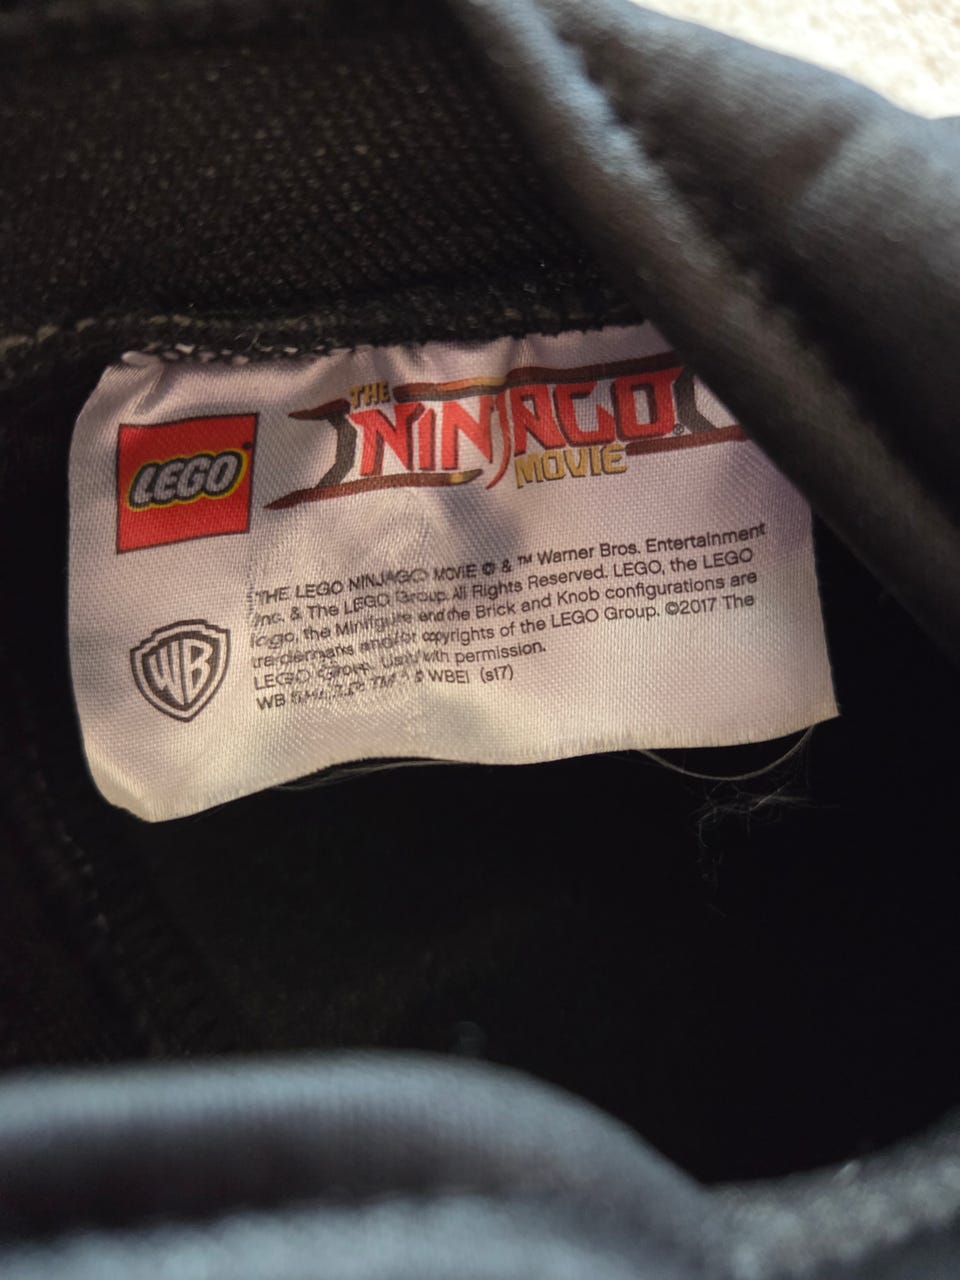 LEGO
THE
NINJAGO®
MOVIE
THE LEGO NINJAGO MOVIE © & ™ Warner Bros. Entertainment
Inc. & The LEGO Group. All Rights Reserved. LEGO, the LEGO
logo, the Minifigure and the Brick and Knob configurations are
trademarks and/or copyrights of the LEGO Group. ©2017 The
LEGO Group. Used with permission.
WB
WB SHIELD: TM & © WBEI (s17)